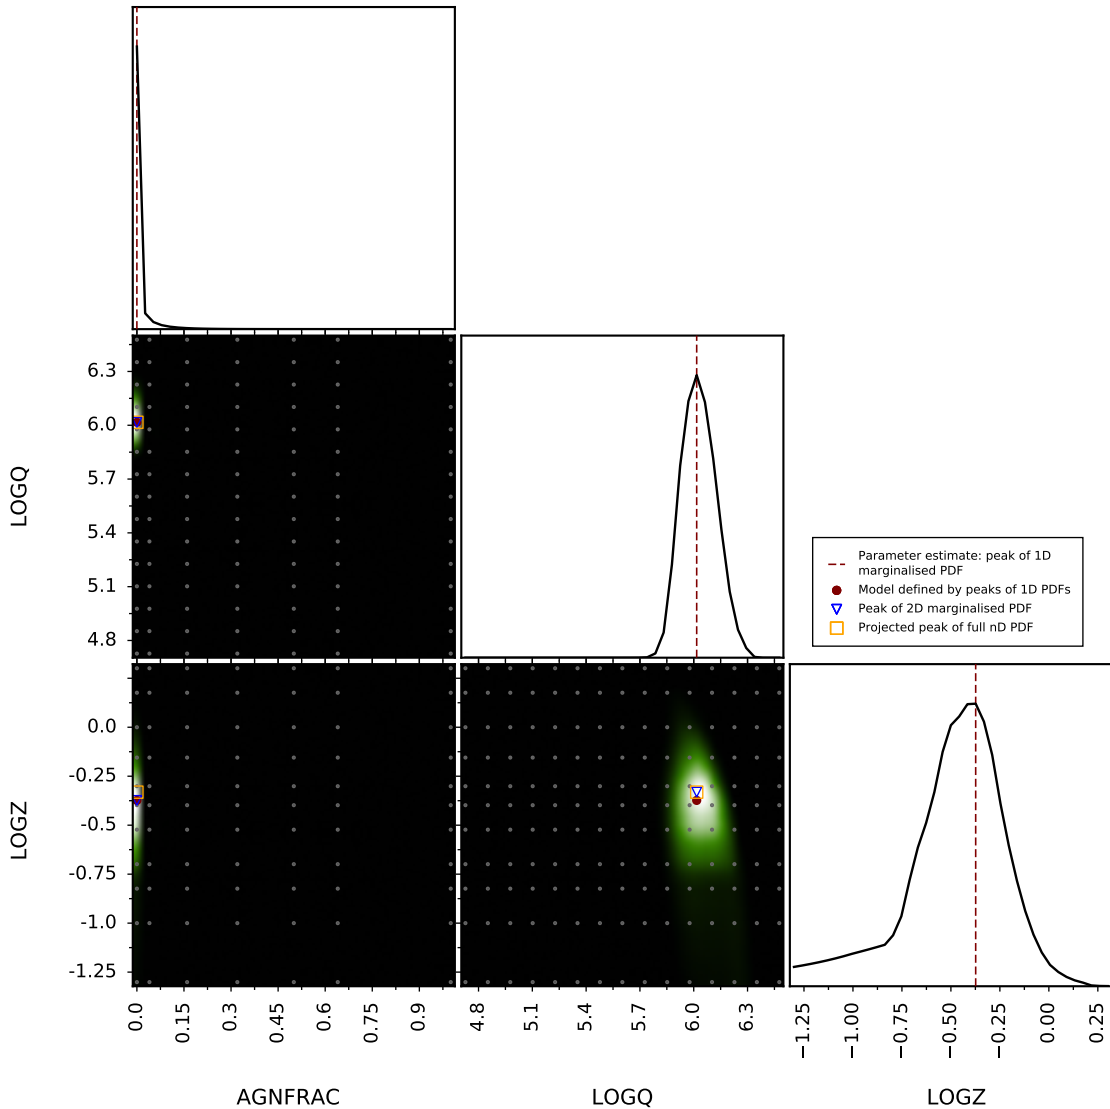 LOGQ
6.3
6.0
5.7
5.4
5.1
4.8
Parameter estimate: peak of 1D
marginalised PDF
Model defined by peaks of 1D PDFs
Peak of 2D marginalised PDF
Projected peak of full nD PDF
LOGZ
0.0
-0.25
-0.5
-0.75
-1.0
-1.25
0.0 0.15 0.3 0.45 0.6 0.75 0.9
4.8 5.1 5.4 5.7 6.0 6.3
−1.25 −1.00 −0.75 −0.50 −0.25 0.00 0.25
AGNFRAC LOGQ LOGZ